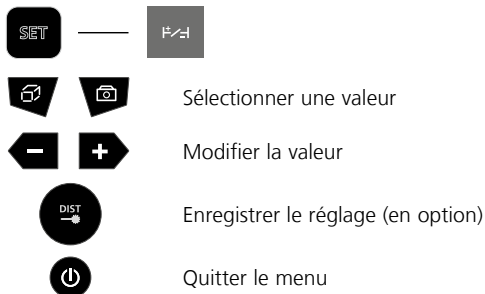 SET
Sélectionner une valeur
Modifier la valeur
DIST
Enregistrer le réglage (en option)
Quitter le menu